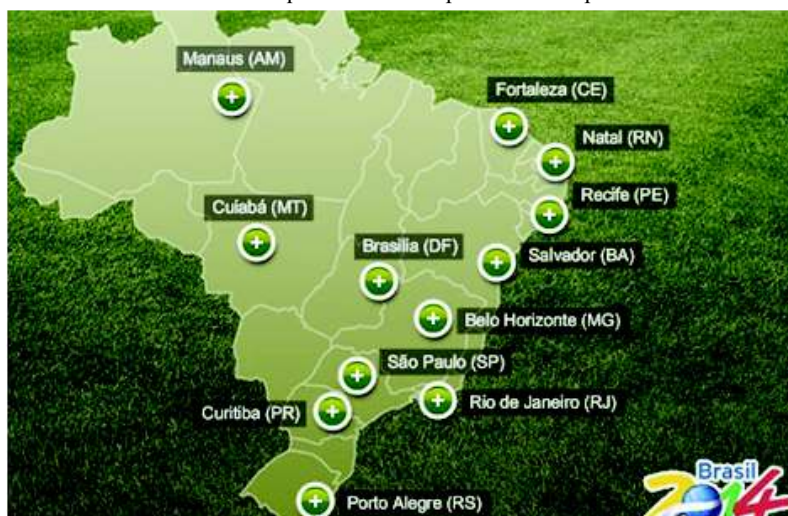 Manaus (AM)
Fortaleza (CE)
Natal (RN)
Recife (PE)
Cuiabá (MT)
Brasilia (DF)
Salvador (BA)
Belo Horizonte (MG)
São Paulo (SP)
Rio de Janeiro (RJ)
Curitiba (PR)
Porto Alegre (RS)
Brasil
2014